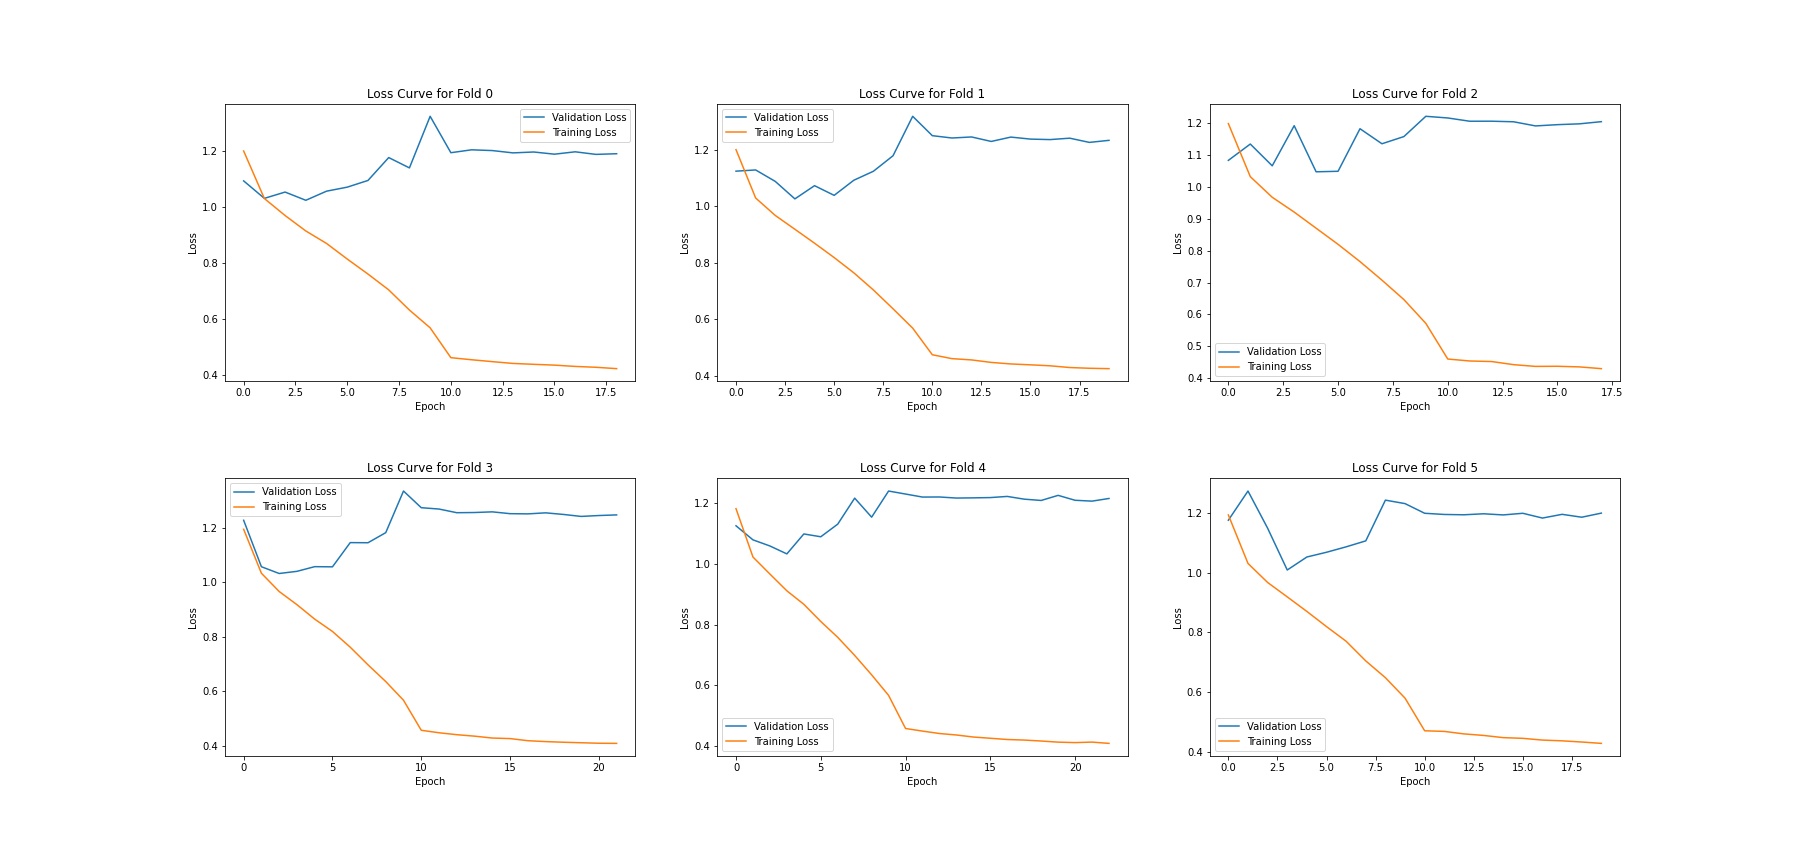 Loss Curve for Fold 0
Validation Loss
Training Loss
Loss
1.2
1.0
0.8
0.6
0.4
0.0 2.5 5.0 7.5 10.0 12.5 15.0 17.5
Epoch
Loss Curve for Fold 1
Validation Loss
Training Loss
Loss
1.2
1.0
0.8
0.6
0.4
0.0 2.5 5.0 7.5 10.0 12.5 15.0 17.5
Epoch
Loss Curve for Fold 2
Loss
1.2
1.1
1.0
0.9
0.8
0.7
0.6
0.5
0.4
Validation Loss
Training Loss
0.0 2.5 5.0 7.5 10.0 12.5 15.0 17.5
Epoch
Loss Curve for Fold 3
Validation Loss
Training Loss
Loss
1.2
1.0
0.8
0.6
0.4
0 5 10 15 20
Epoch
Loss Curve for Fold 4
Loss
1.2
1.0
0.8
0.6
0.4
Validation Loss
Training Loss
0 5 10 15 20
Epoch
Loss Curve for Fold 5
Loss
1.2
1.0
0.8
0.6
0.4
Validation Loss
Training Loss
0.0 2.5 5.0 7.5 10.0 12.5 15.0 17.5
Epoch